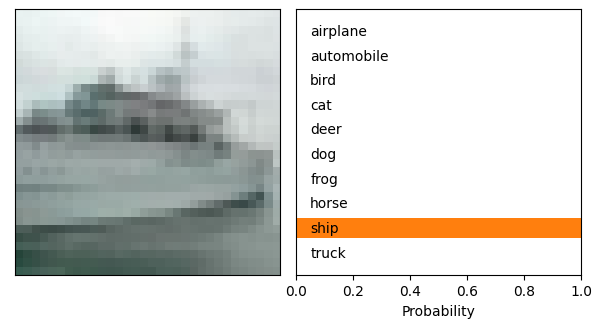 airplane
automobile
bird
cat
deer
dog
frog
horse
ship
truck
0.0 0.2 0.4 0.6 0.8 1.0
Probability